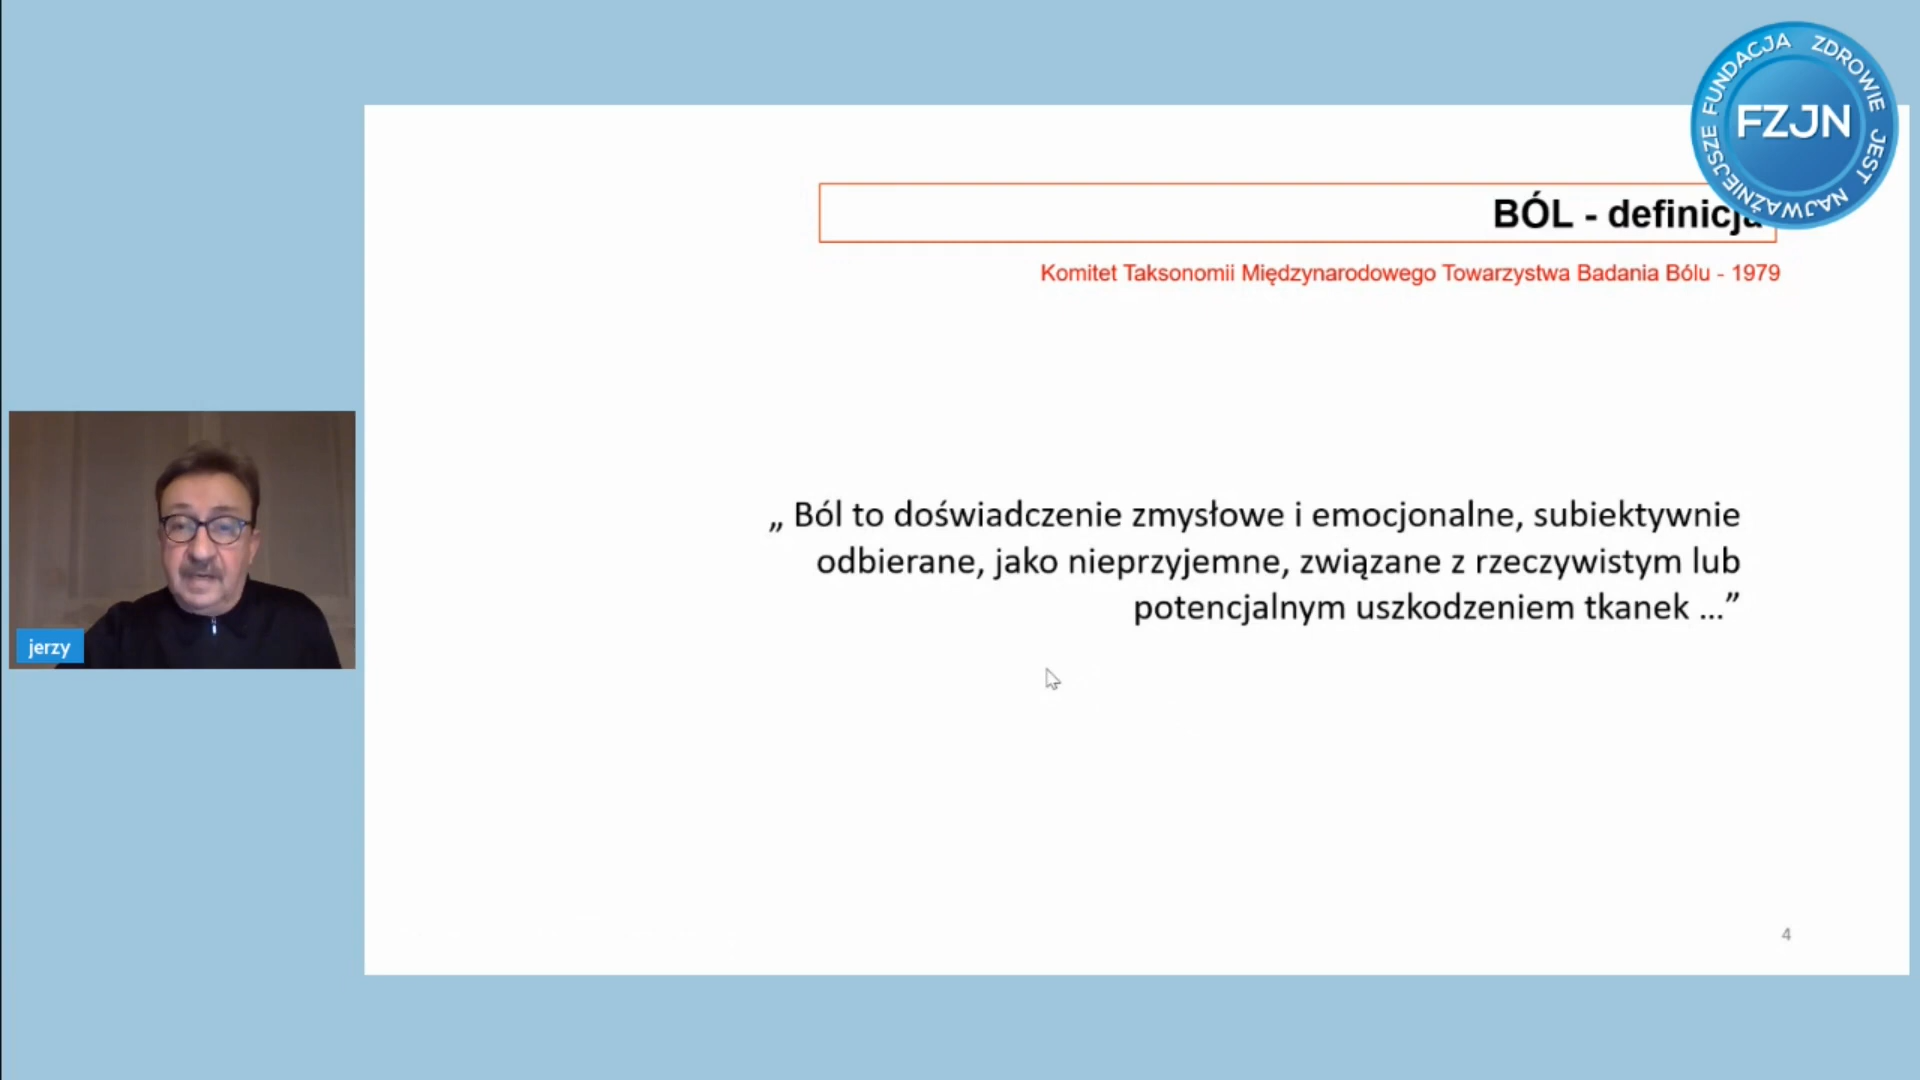 FUNDACJA ZDROWIE JEST NAJWAŻNIEJSZE
FZJN
BÓL - definicja
Komitet Taksonomii Międzynarodowego Towarzystwa Badania Bólu - 1979
„ Ból to doświadczenie zmysłowe i emocjonalne, subiektywnie
odbierane, jako nieprzyjemne, związane z rzeczywistym lub
potencjalnym uszkodzeniem tkanek ...”
jerzy
4